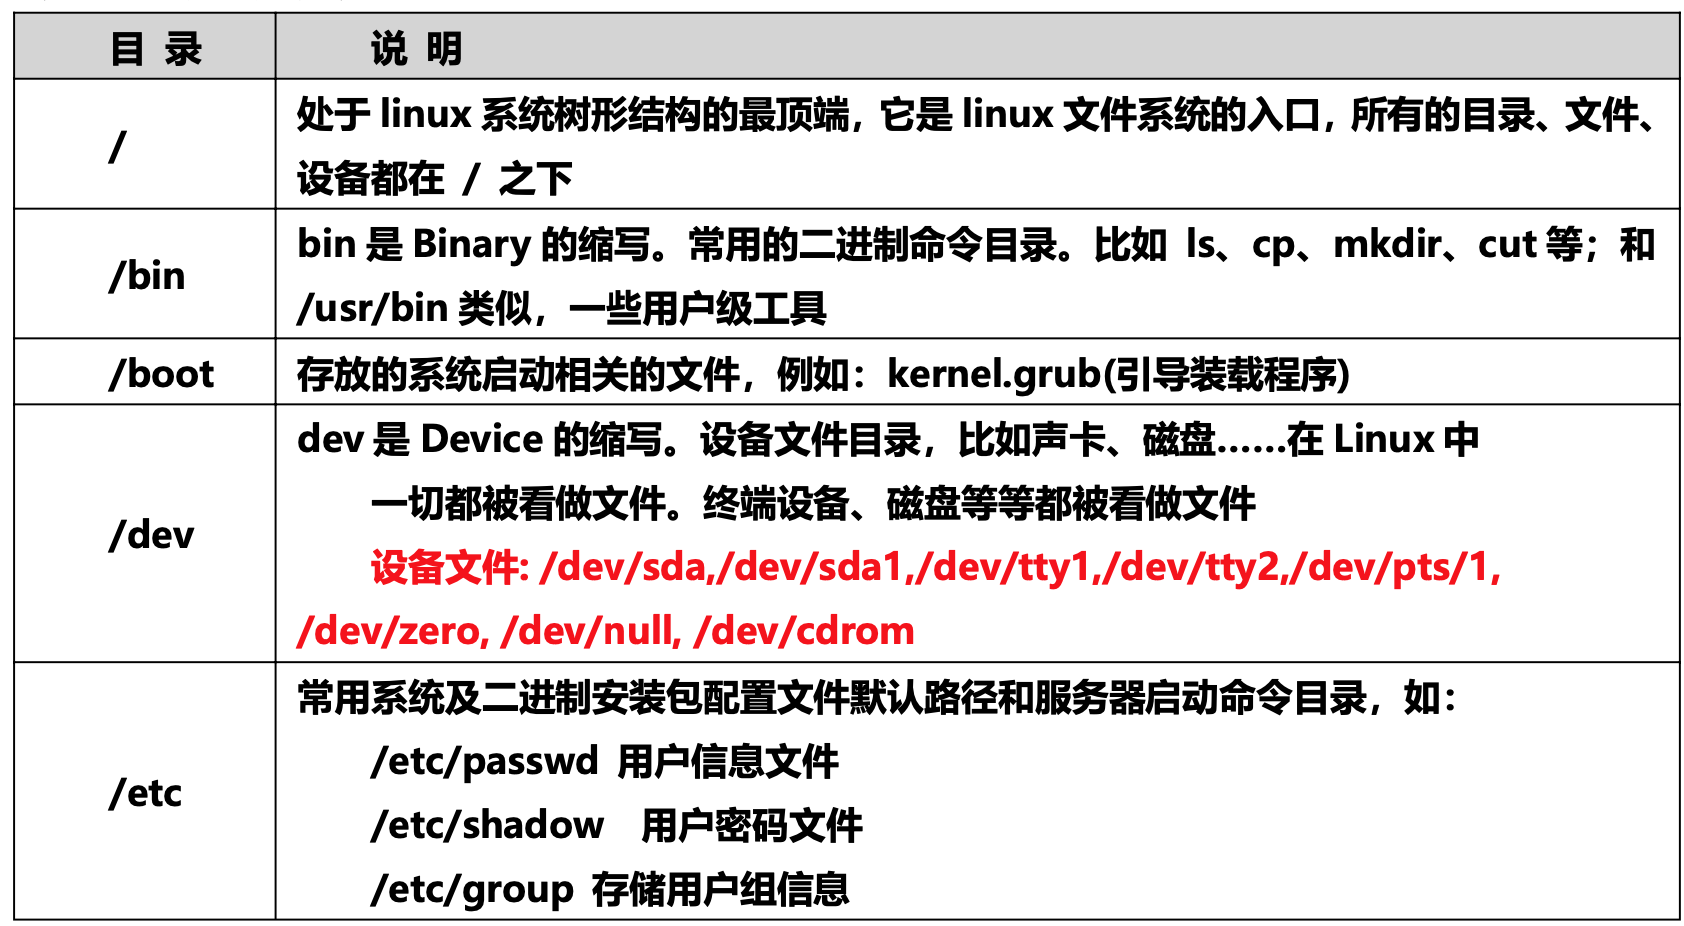 目 录 说 明
/
处于 linux 系统树形结构的最顶端，它是 linux 文件系统的入口，所有的目录、文件、
设备都在 / 之下
/bin
bin 是 Binary 的缩写。常用的二进制命令目录。比如 ls、cp、mkdir、cut 等；和
/usr/bin 类似，一些用户级工具
/boot
存放的系统启动相关的文件，例如：kernel.grub(引导装载程序)
/dev
dev 是 Device 的缩写。设备文件目录，比如声卡、磁盘……在 Linux 中
一切都被看做文件。终端设备、磁盘等等都被看做文件
设备文件: /dev/sda,/dev/sda1,/dev/tty1,/dev/tty2,/dev/pts/1,
/dev/zero, /dev/null, /dev/cdrom
/etc
常用系统及二进制安装包配置文件默认路径和服务器启动命令目录，如：
/etc/passwd 用户信息文件
/etc/shadow 用户密码文件
/etc/group 存储用户组信息